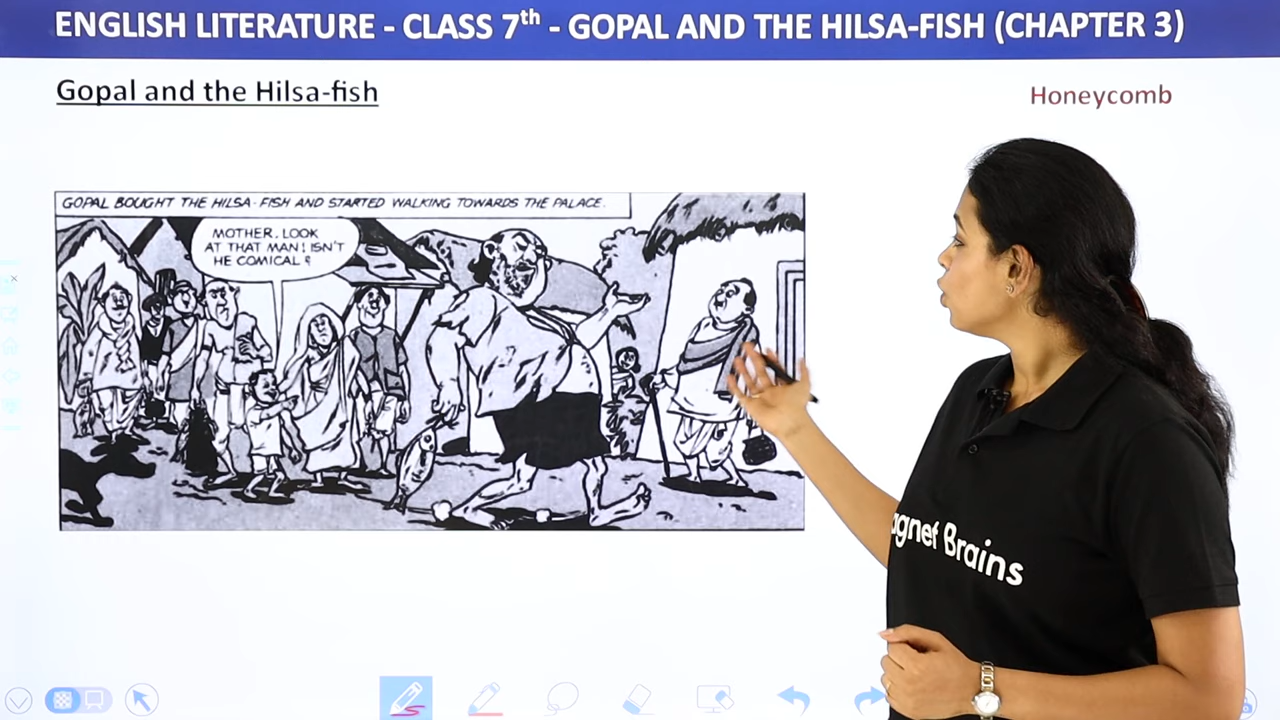 ENGLISH LITERATURE - CLASS 7th - GOPAL AND THE HILSA-FISH (CHAPTER 3)
Gopal and the Hilsa-fish
Honeycomb
GOPAL BOUGHT THE HILSA-FISH AND STARTED WALKING TOWARDS THE PALACE.
MOTHER. LOOK
AT THAT MAN! ISN'T
HE COMICAL?
agnet Brains